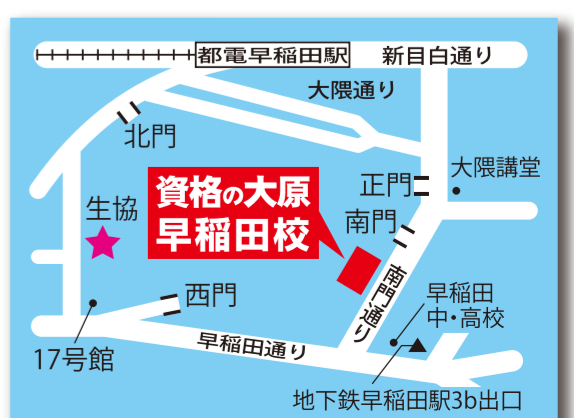 都電早稲田駅
新目白通り
大隈通り
北門
大隈講堂
資格の大原
早稲田校
正門
生協
南門
南門通り
西門
早稲田
中・高校
早稲田通り
17号館
地下鉄早稲田駅3b出口